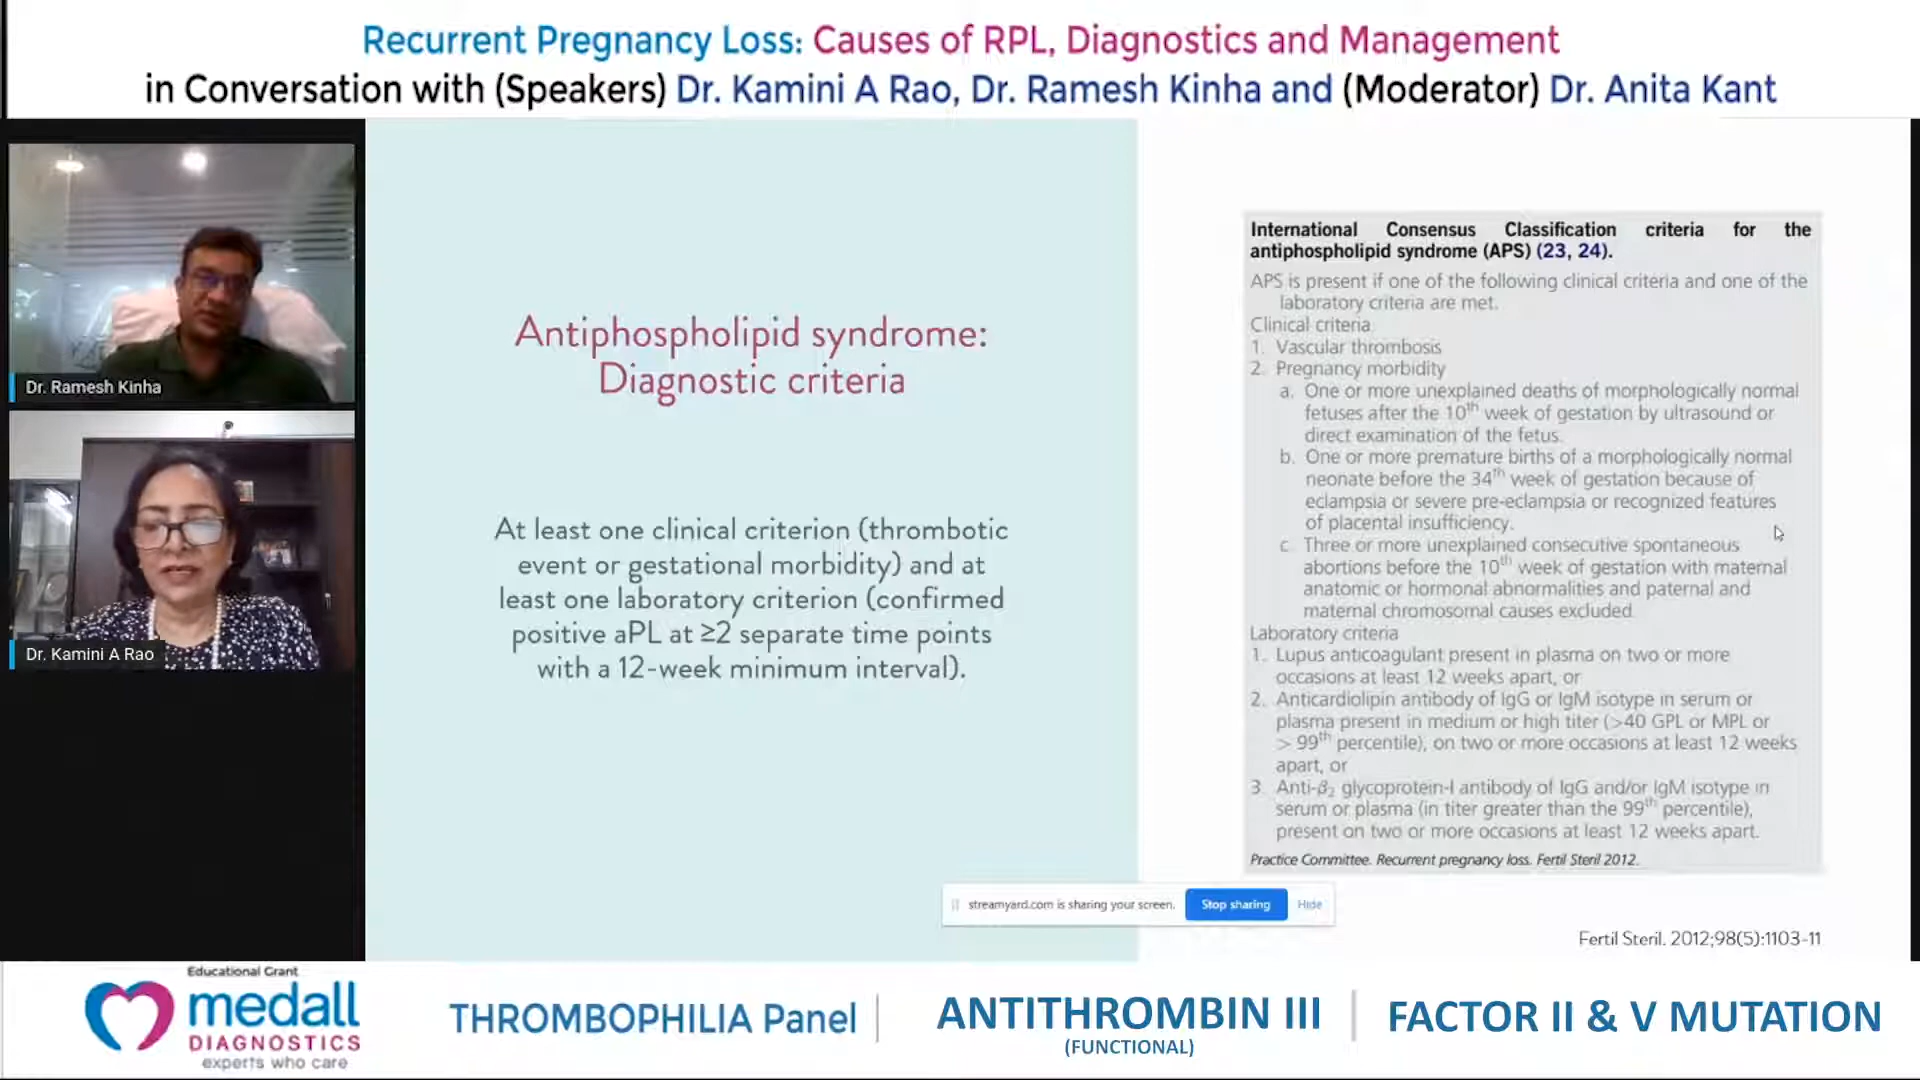 Recurrent Pregnancy Loss: Causes of RPL, Diagnostics and Management
in Conversation with (Speakers) Dr. Kamini A Rao, Dr. Ramesh Kinha and (Moderator) Dr. Anita Kant
Dr. Ramesh Kinha
Dr. Kamini A Rao
Antiphospholipid syndrome:
Diagnostic criteria
At least one clinical criterion (thrombotic
event or gestational morbidity) and at
least one laboratory criterion (confirmed
positive aPL at ≥2 separate time points
with a 12-week minimum interval).
International Consensus Classification criteria for the
antiphospholipid syndrome (APS) (23, 24).
APS is present if one of the following clinical criteria and one of the
laboratory criteria are met.
Clinical criteria
1. Vascular thrombosis
2. Pregnancy morbidity
a. One or more unexplained deaths of morphologically normal
fetuses after the 10th week of gestation by ultrasound or
direct examination of the fetus.
b. One or more premature births of a morphologically normal
neonate before the 34th week of gestation because of
eclampsia or severe pre-eclampsia or recognized features
of placental insufficiency.
c. Three or more unexplained consecutive spontaneous
abortions before the 10th week of gestation with maternal
anatomic or hormonal abnormalities and paternal and
maternal chromosomal causes excluded.
Laboratory criteria
1. Lupus anticoagulant present in plasma on two or more
occasions at least 12 weeks apart, or
2. Anticardiolipin antibody of IgG or IgM isotype in serum or
plasma present in medium or high titer (>40 GPL or MPL or
> 99th percentile), on two or more occasions at least 12 weeks
apart, or
3. Anti-β2 glycoprotein-I antibody of IgG and/or IgM isotype in
serum or plasma (in titer greater than the 99th percentile),
present on two or more occasions at least 12 weeks apart.
Practice Committee. Recurrent pregnancy loss. Fertil Steril 2012.
streamyard.com is sharing your screen. Stop sharing Hide
Fertil Steril. 2012;98(5):1103-11
Educational Grant
medall
DIAGNOSTICS
experts who care
THROMBOPHILIA Panel
ANTITHROMBIN III
(FUNCTIONAL)
FACTOR II & V MUTATION